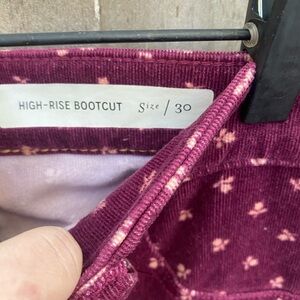 HIGH-RISE BOOTCUT Size / 30